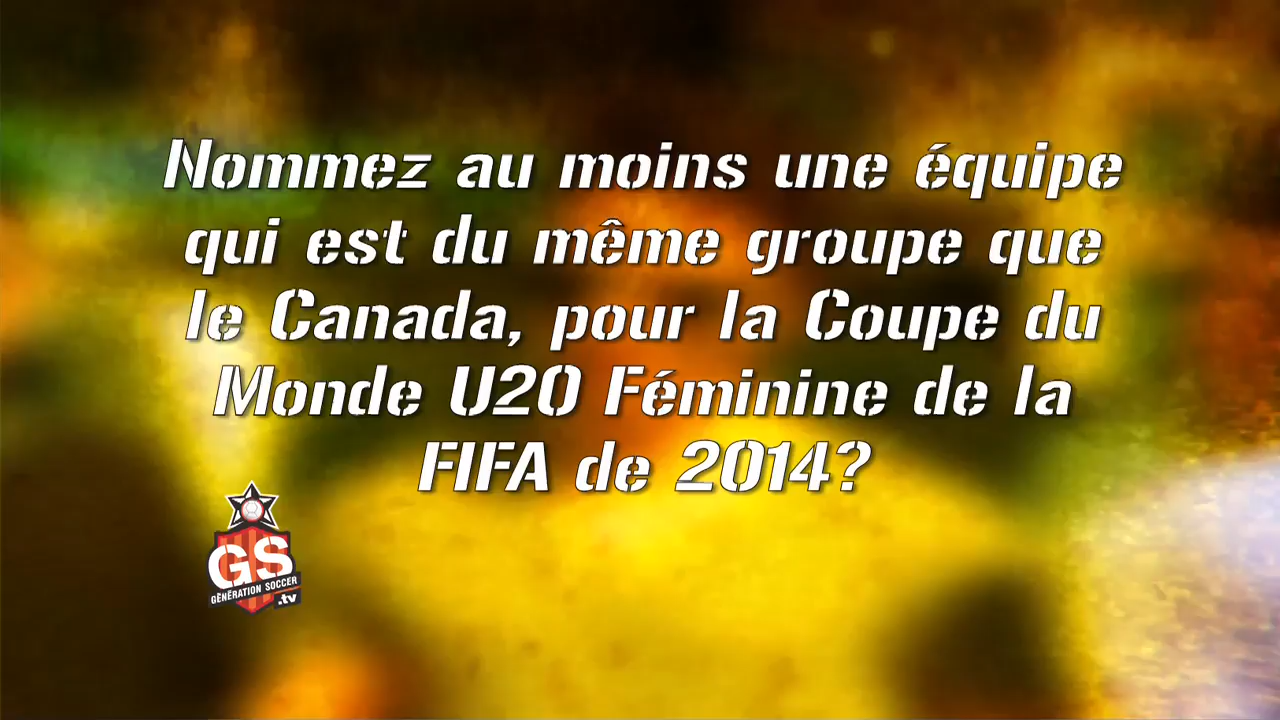 Nommez au moins une équipe
qui est du même groupe que
le Canada, pour la Coupe du
Monde U20 Féminine de la
FIFA de 2014?
GS
GÉNÉRATION SOCCER
.tv